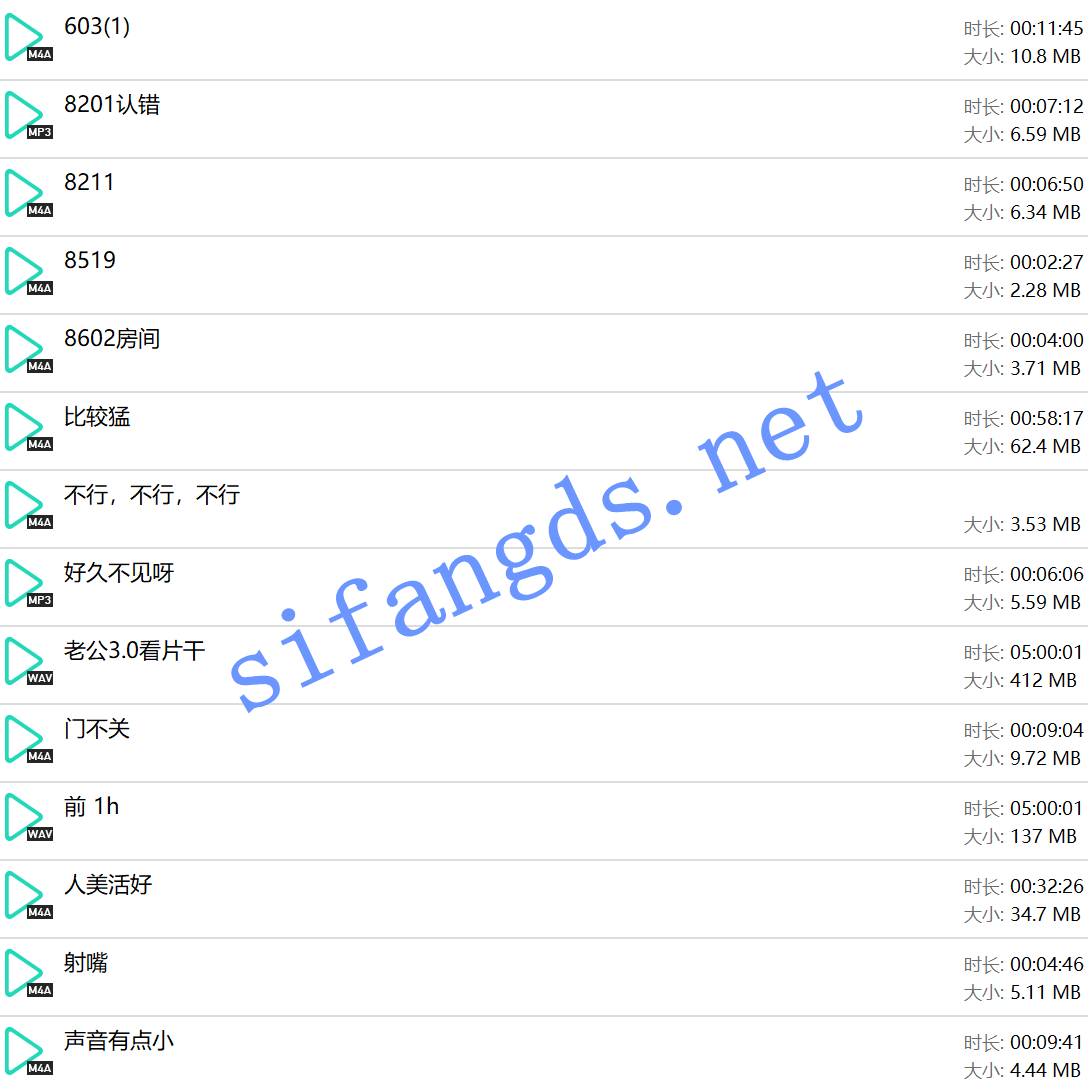 603(1)
时长: 00:11:45
M4A
大小: 10.8 MB
8201认错
时长: 00:07:12
MP3
大小: 6.59 MB
8211
时长: 00:06:50
M4A
大小: 6.34 MB
8519
时长: 00:02:27
M4A
大小: 2.28 MB
8602房间
时长: 00:04:00
M4A
大小: 3.71 MB
比较猛
时长: 00:58:17
M4A
大小: 62.4 MB
不行，不行，不行
M4A
大小: 3.53 MB
好久不见呀
时长: 00:06:06
MP3
大小: 5.59 MB
老公3.0看片干
时长: 05:00:01
WAV
大小: 412 MB
门不关
时长: 00:09:04
M4A
大小: 9.72 MB
前 1h
时长: 05:00:01
WAV
大小: 137 MB
人美活好
时长: 00:32:26
M4A
大小: 34.7 MB
射嘴
时长: 00:04:46
M4A
大小: 5.11 MB
声音有点小
时长: 00:09:41
M4A
大小: 4.44 MB
sifangds.net